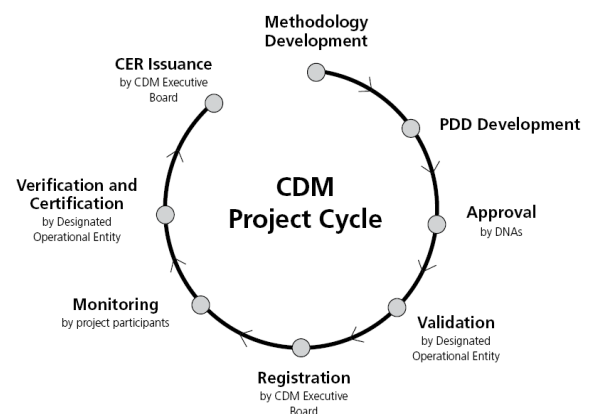 Methodology
Development
CER Issuance
by CDM Executive
Board
PDD Development
CDM
Project Cycle
Verification and
Certification
by Designated
Operational Entity
Approval
by DNAs
Monitoring
by project participants
Validation
by Designated
Operational Entity
Registration
by CDM Executive
Board